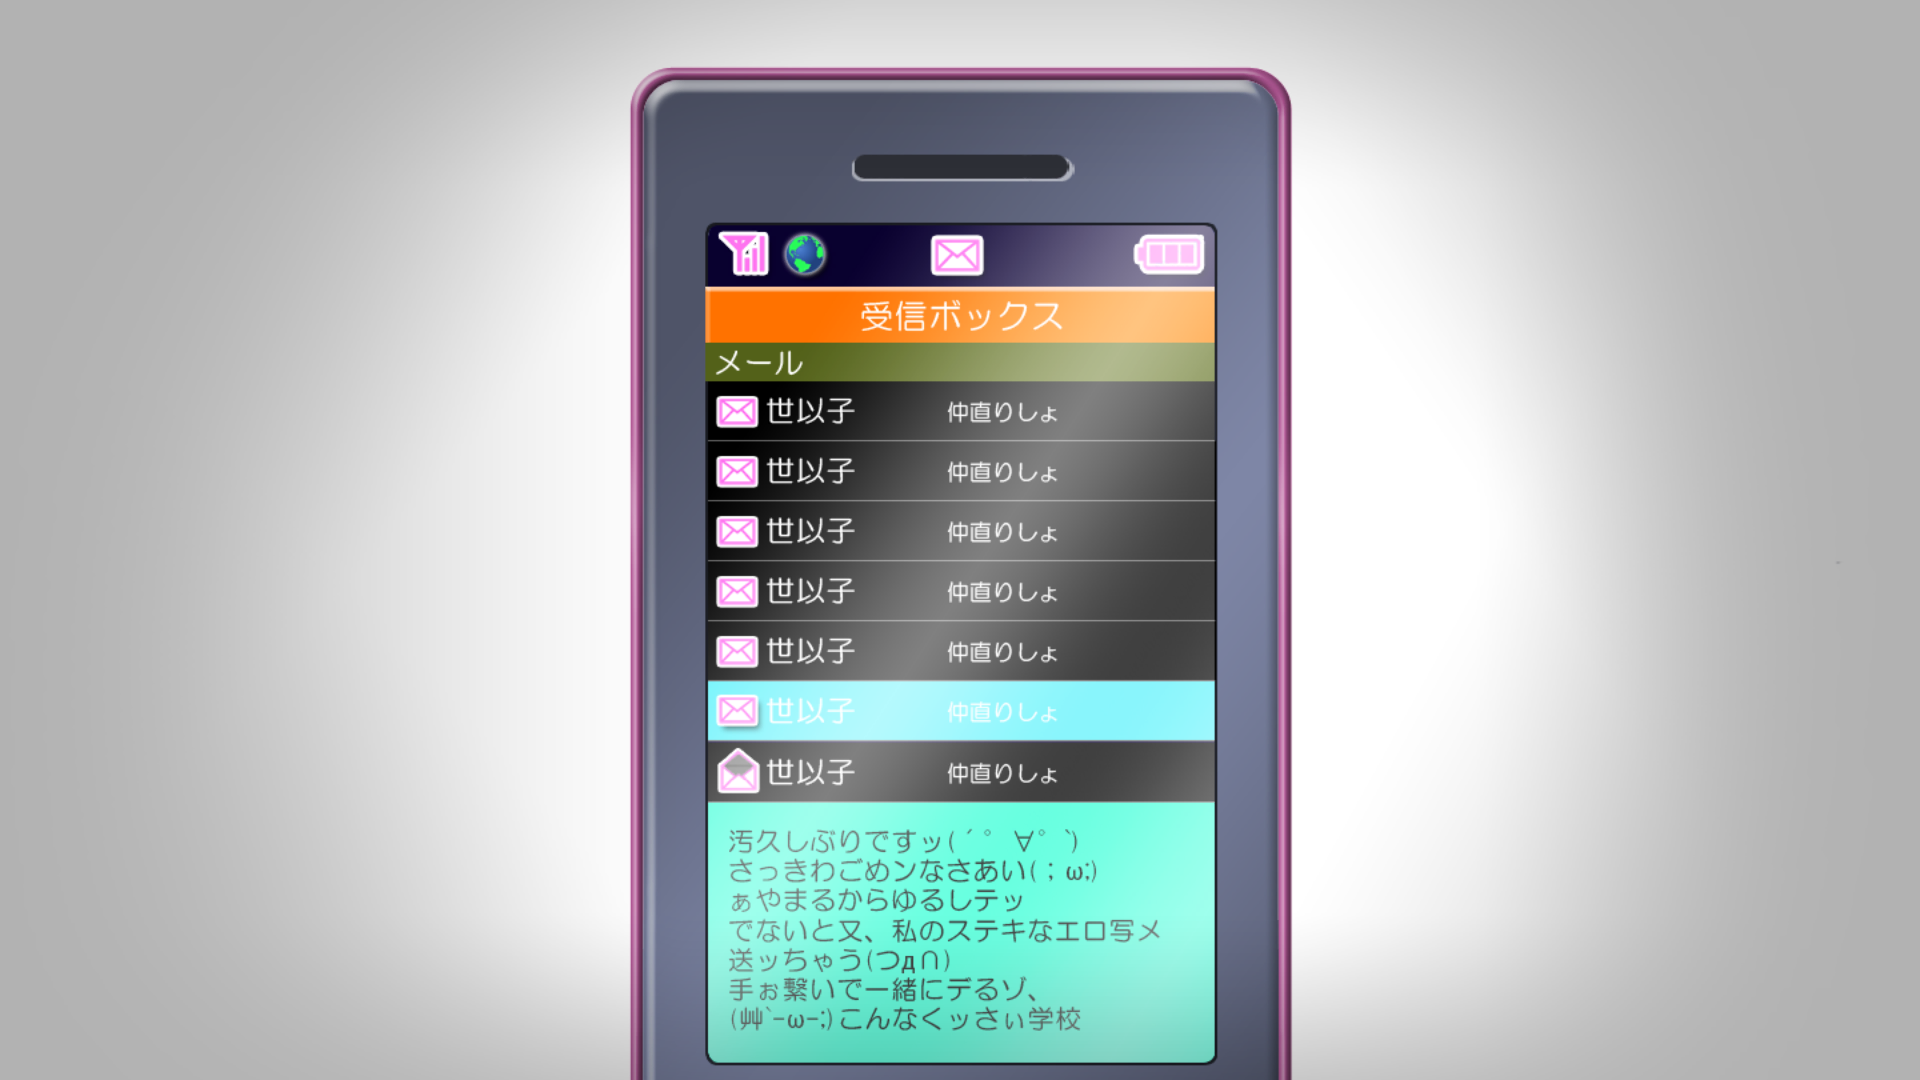 受信ボックス
メール
世以子 仲直りしょ
世以子 仲直りしょ
世以子 仲直りしょ
世以子 仲直りしょ
世以子 仲直りしょ
世以子 仲直りしょ
世以子 仲直りしょ
汚久しぶりですッ(´゜∀゜`)
さっきわごめンなさあい(；ω;)
ぁやまるからゆるしテッ
でないと又、私のステキなエロ写メ
送ッちゃう(つд∩)
手ぉ繋いで一緒にデるゾ、
(艸`-ω-;)こんなくッさぃ学校